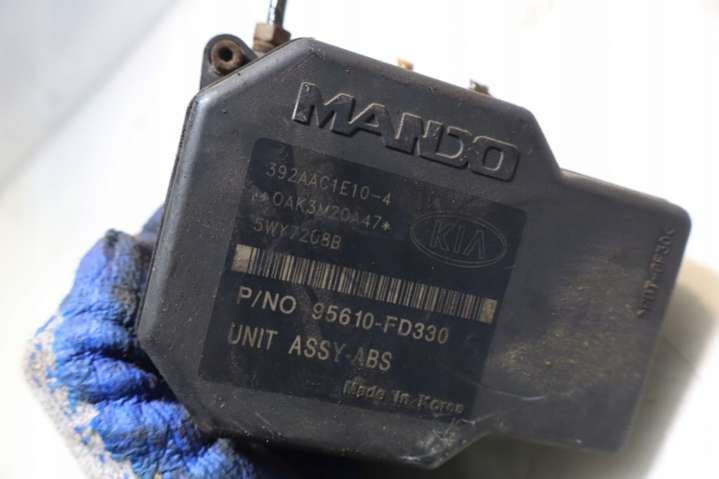 MANDO
392AAC1E10-4
*OAK3M20A47*
5WY7208B
KIA
P/NO 95610-FD330
UNIT ASSY-ABS
Made In Korea